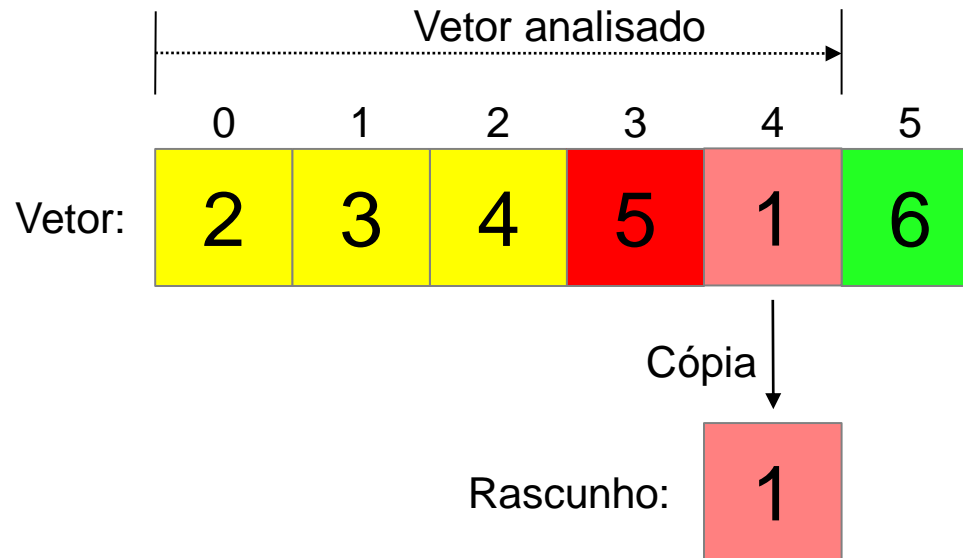 Vetor analisado
0 1 2 3 4 5
Vetor: 2 3 4 5 1 6
Cópia
Rascunho: 1